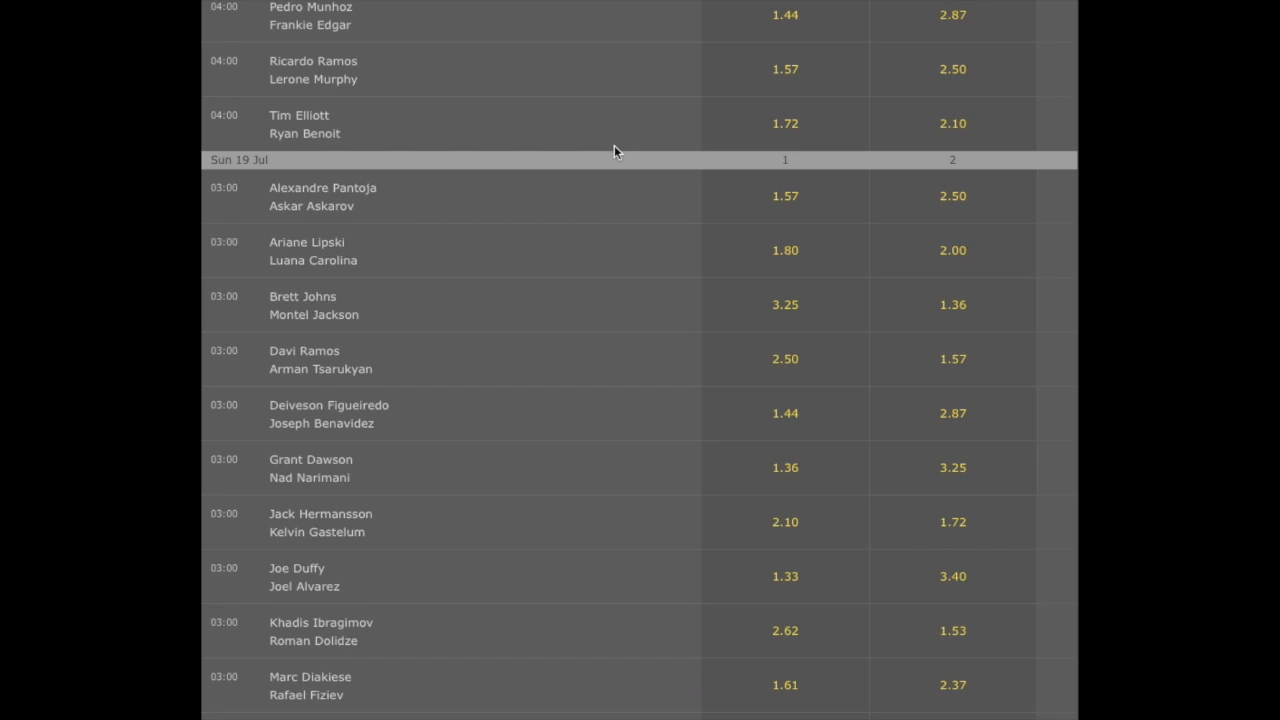 04:00 Pedro Munhoz 1.44 2.87
Frankie Edgar
04:00 Ricardo Ramos 1.57 2.50
Lerone Murphy
04:00 Tim Elliott 1.72 2.10
Ryan Benoit
Sun 19 Jul 1 2
03:00 Alexandre Pantoja 1.57 2.50
Askar Askarov
03:00 Ariane Lipski 1.80 2.00
Luana Carolina
03:00 Brett Johns 3.25 1.36
Montel Jackson
03:00 Davi Ramos 2.50 1.57
Arman Tsarukyan
03:00 Deiveson Figueiredo 1.44 2.87
Joseph Benavidez
03:00 Grant Dawson 1.36 3.25
Nad Narimani
03:00 Jack Hermansson 2.10 1.72
Kelvin Gastelum
03:00 Joe Duffy 1.33 3.40
Joel Alvarez
03:00 Khadis Ibragimov 2.62 1.53
Roman Dolidze
03:00 Marc Diakiese 1.61 2.37
Rafael Fiziev